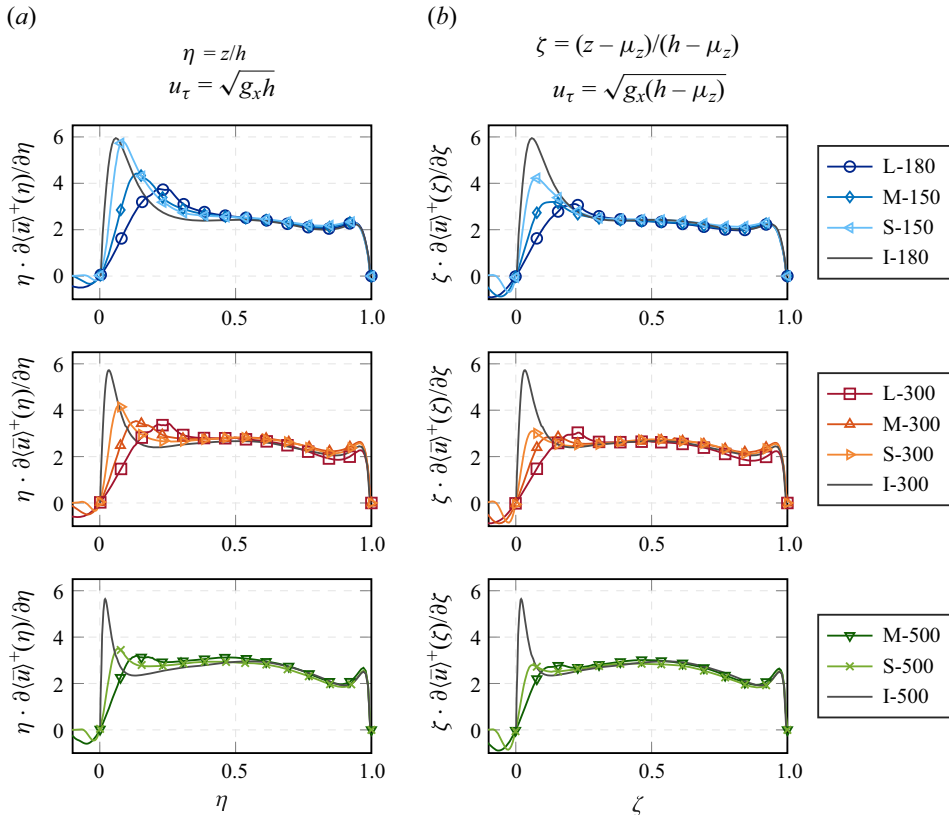 (a)
η = z/h
u_τ = √g_x h
(b)
ζ = (z – μ_z)/(h – μ_z)
u_τ = √g_x(h – μ_z)
η · ∂⟨u̅⟩⁺(η)/∂η
6
4
2
0
0
0.5
1.0
ζ · ∂⟨u̅⟩⁺(ζ)/∂ζ
6
4
2
0
0
0.5
1.0
L-180
M-150
S-150
I-180
η · ∂⟨u̅⟩⁺(η)/∂η
6
4
2
0
0
0.5
1.0
ζ · ∂⟨u̅⟩⁺(ζ)/∂ζ
6
4
2
0
0
0.5
1.0
L-300
M-300
S-300
I-300
η · ∂⟨u̅⟩⁺(η)/∂η
6
4
2
0
0
0.5
1.0
η
ζ · ∂⟨u̅⟩⁺(ζ)/∂ζ
6
4
2
0
0
0.5
1.0
ζ
M-500
S-500
I-500